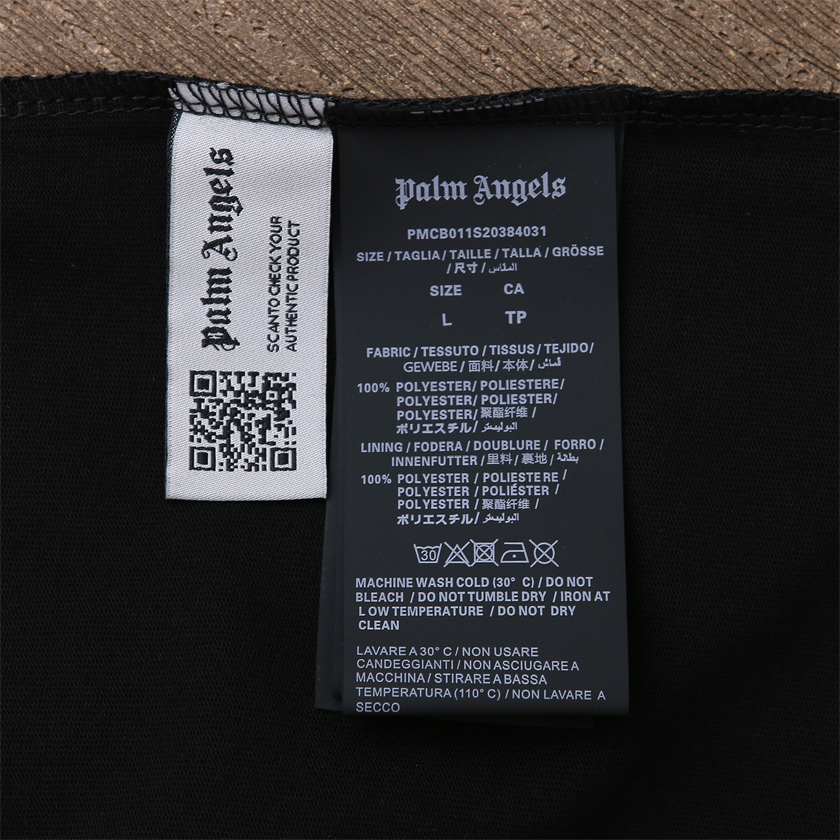 Palm Angels
SCANTO CHECK YOUR
AUTHENTIC PRODUCT
Palm Angels
PMCB011S20384031
SIZE / TAGLIA / TAILLE / TALLA / GRÖSSE
/ 尺寸 / المقاس
SIZE CA
L TP
FABRIC / TESSUTO / TISSUS / TEJIDO/
GEWEBE / 面料 / 本体 / قماش
100% POLYESTER/ POLIESTERE/
POLYESTER/ POLIESTER/
POLYESTER/ 聚酯纤维 /
ポリエステル/ البوليستر
LINING / FODERA / DOUBLURE / FORRO /
INNENFUTTER / 里料 / 裏地 / بطانة
100% POLYESTER / POLIESTERE /
POLYESTER / POLIÉSTER /
POLYESTER / 聚酯纤维 /
ポリエステル/ البوليستر
30
MACHINE WASH COLD (30° C) / DO NOT
BLEACH / DO NOT TUMBLE DRY / IRON AT
LOW TEMPERATURE / DO NOT DRY
CLEAN
LAVARE A 30° C / NON USARE
CANDEGGIANTI / NON ASCIUGARE A
MACCHINA / STIRARE A BASSA
TEMPERATURA (110° C) / NON LAVARE A
SECCO